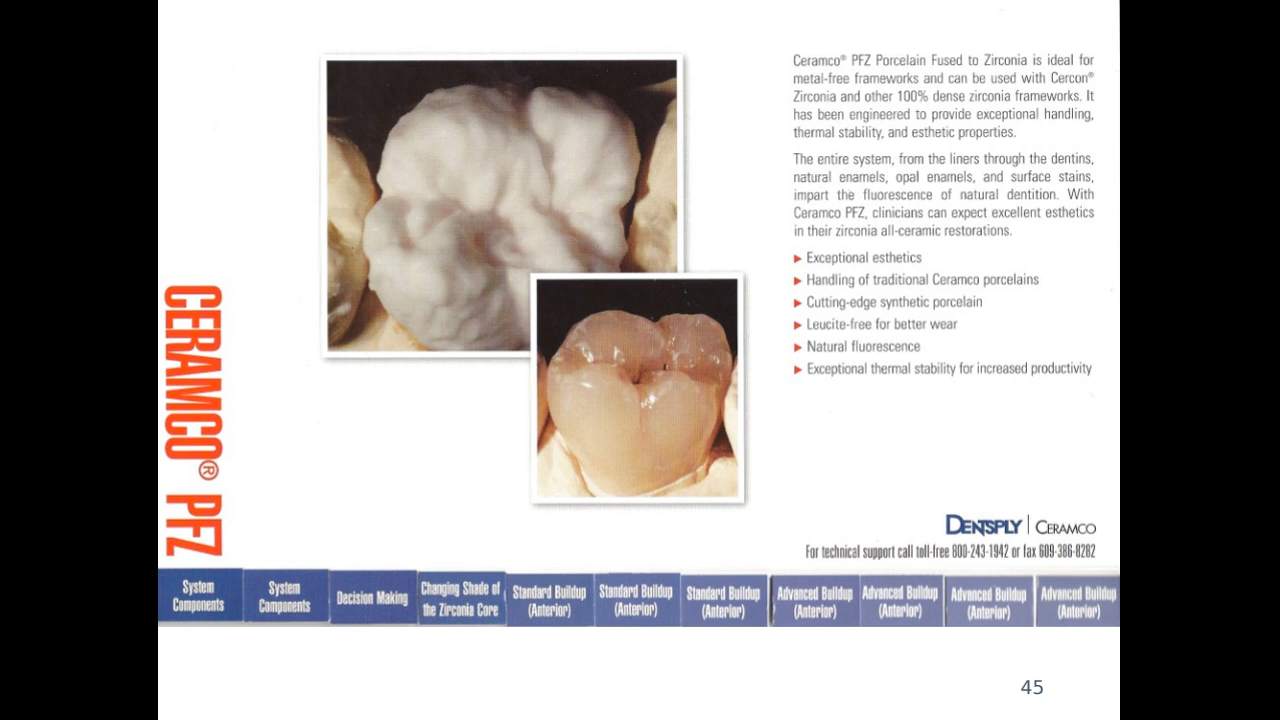 Ceramco® PFZ Porcelain Fused to Zirconia is ideal for
metal-free frameworks and can be used with Cercon®
Zirconia and other 100% dense zirconia frameworks. It
has been engineered to provide exceptional handling,
thermal stability, and esthetic properties.
The entire system, from the liners through the dentins,
natural enamels, opal enamels, and surface stains,
impart the fluorescence of natural dentition. With
Ceramco PFZ, clinicians can expect excellent esthetics
in their zirconia all-ceramic restorations.
▶ Exceptional esthetics
▶ Handling of traditional Ceramco porcelains
▶ Cutting-edge synthetic porcelain
▶ Leucite-free for better wear
▶ Natural fluorescence
▶ Exceptional thermal stability for increased productivity
CERAMCO® PFZ
DENTSPLY | CERAMCO
For technical support call toll-free 800-243-1942 or fax 609-386-8282
System
Components
System
Components
Decision Making
Changing Shade of
the Zirconia Core
Standard Buildup
(Anterior)
Standard Buildup
(Anterior)
Standard Buildup
(Anterior)
Advanced Buildup
(Anterior)
Advanced Buildup
(Anterior)
Advanced Buildup
(Anterior)
Advanced Buildup
(Anterior)
45